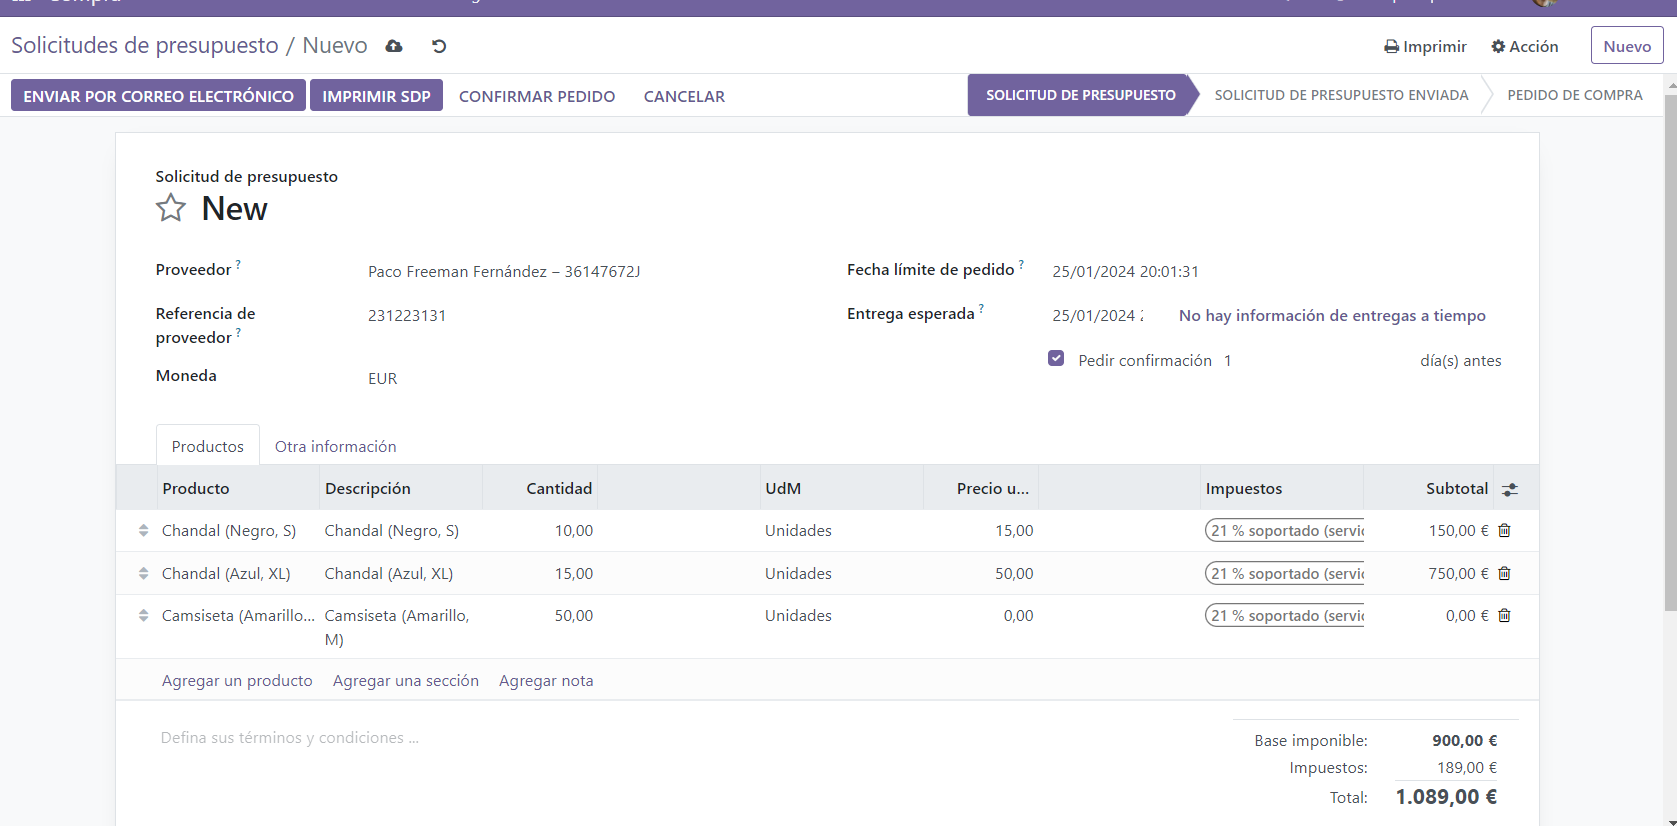 Solicitudes de presupuesto / Nuevo
Imprimir
Acción
Nuevo
ENVIAR POR CORREO ELECTRÓNICO
IMPRIMIR SDP
CONFIRMAR PEDIDO
CANCELAR
SOLICITUD DE PRESUPUESTO
SOLICITUD DE PRESUPUESTO ENVIADA
PEDIDO DE COMPRA
Solicitud de presupuesto
New
Proveedor ?
Paco Freeman Fernández – 36147672J
Referencia de
proveedor ?
231223131
Moneda
EUR
Fecha límite de pedido ?
25/01/2024 20:01:31
Entrega esperada ?
25/01/2024
No hay información de entregas a tiempo
Pedir confirmación 1 día(s) antes
Productos
Otra información
Producto Descripción Cantidad UdM Precio u... Impuestos Subtotal
Chandal (Negro, S) Chandal (Negro, S) 10,00 Unidades 15,00 21 % soportado (servic 150,00 €
Chandal (Azul, XL) Chandal (Azul, XL) 15,00 Unidades 50,00 21 % soportado (servic 750,00 €
Camsiseta (Amarillo... Camsiseta (Amarillo, 50,00 Unidades 0,00 21 % soportado (servic 0,00 €
M)
Agregar un producto Agregar una sección Agregar nota
Defina sus términos y condiciones ...
Base imponible: 900,00 €
Impuestos: 189,00 €
Total: 1.089,00 €